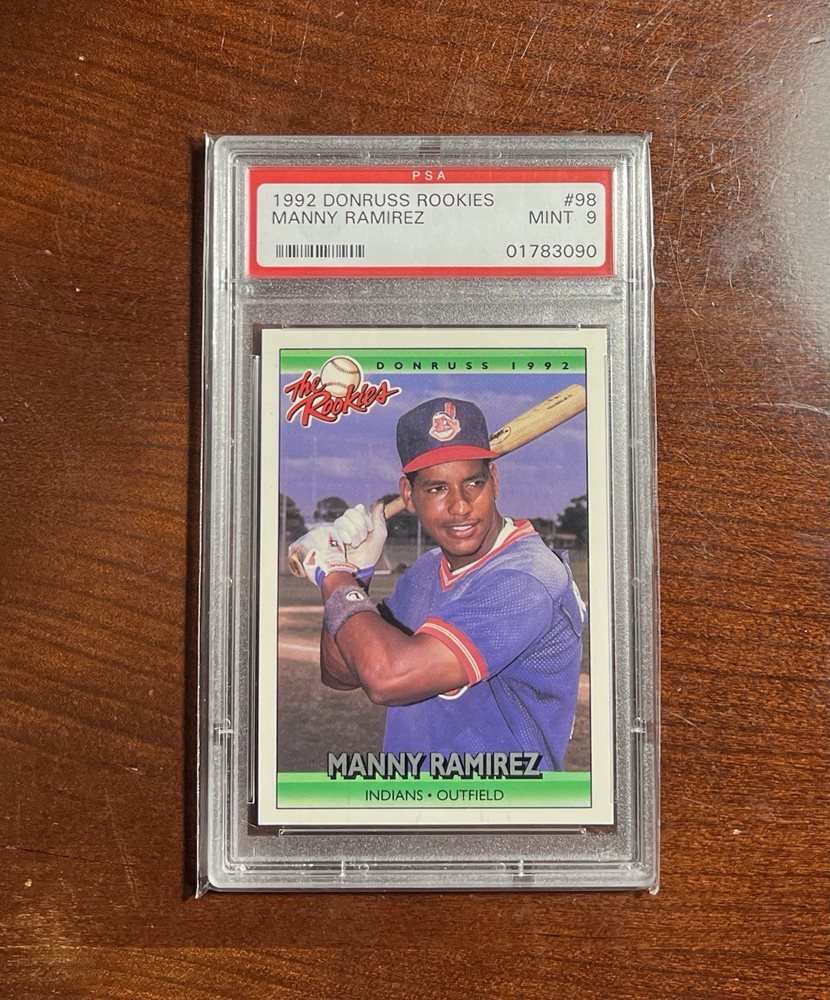 PSA
1992 DONRUSS ROOKIES #98
MANNY RAMIREZ MINT 9
01783090
DONRUSS 1992
The
Rookies
MANNY RAMIREZ
INDIANS • OUTFIELD